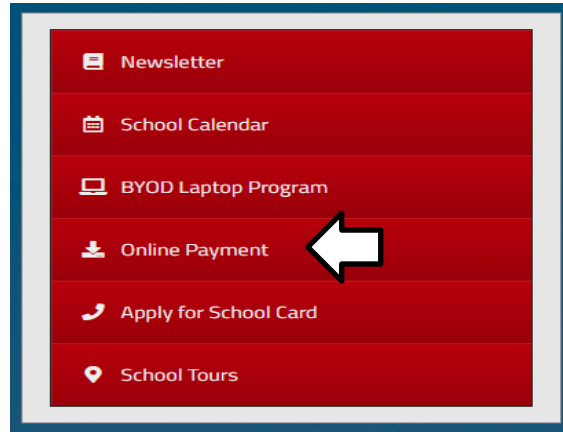 Newsletter
School Calendar
BYOD Laptop Program
Online Payment
Apply for School Card
School Tours